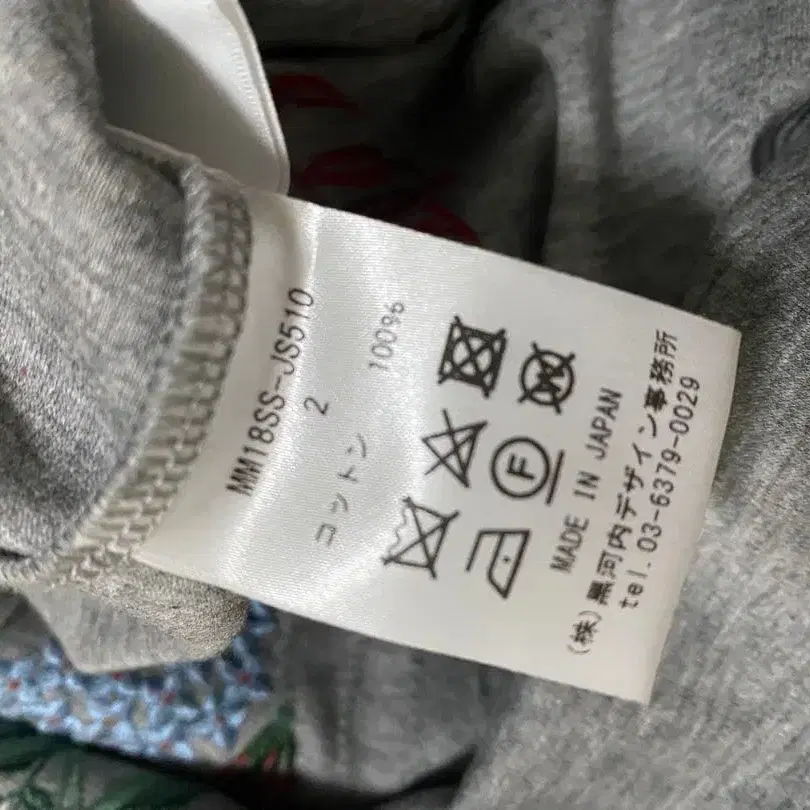 MM18SS-JS510
2
コットン 100%
F
W
MADE IN JAPAN
(株)黒河内デザイン事務所
tel.03-6379-0029